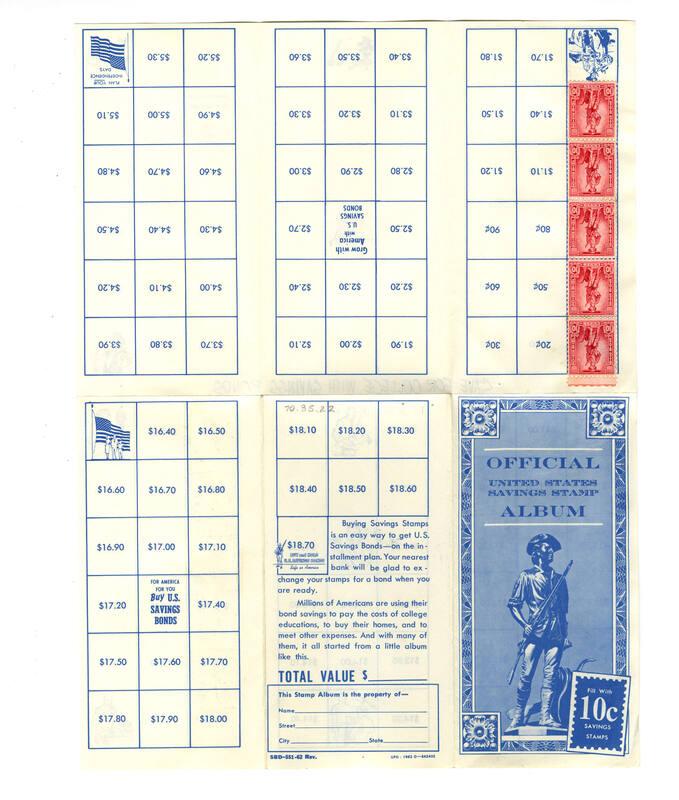 20¢ 30¢
50¢ 60¢
80¢ 90¢
$1.10 $1.20
$1.40 $1.50
$1.70 $1.80
$1.90 $2.00 $2.10
$2.20 $2.30 $2.40
$2.50
Grow with
America
with
U.S.
SAVINGS
BONDS
$2.70
$2.80 $2.90 $3.00
$3.10 $3.20 $3.30
$3.40 $3.50 $3.60
$3.70 $3.80 $3.90
$4.00 $4.10 $4.20
$4.30 $4.40 $4.50
$4.60 $4.70 $4.80
$4.90 $5.00 $5.10
$5.20 $5.30
PLAN YOUR
INDEPENDENCE
DAYS
$16.40 $16.50
$16.60 $16.70 $16.80
$16.90 $17.00 $17.10
$17.20
FOR AMERICA
FOR YOU
Buy U.S.
SAVINGS
BONDS
$17.40
$17.50 $17.60 $17.70
$17.80 $17.90 $18.00
$18.10 $18.20 $18.30
$18.40 $18.50 $18.60
$18.70
Buying Savings Stamps
is an easy way to get U.S.
Savings Bonds—on the in-
stallment plan. Your nearest
bank will be glad to ex-
change your stamps for a bond when you
are ready.
Millions of Americans are using their
bond savings to pay the costs of college
educations, to buy their homes, and to
meet other expenses. And with many of
them, it all started from a little album
like this.
TOTAL VALUE $
This Stamp Album is the property of—
Name
Street
City State
SBD-551-62 Rev.
OFFICIAL
UNITED STATES
SAVINGS STAMP
ALBUM
Fill With
10c
SAVINGS
STAMPS